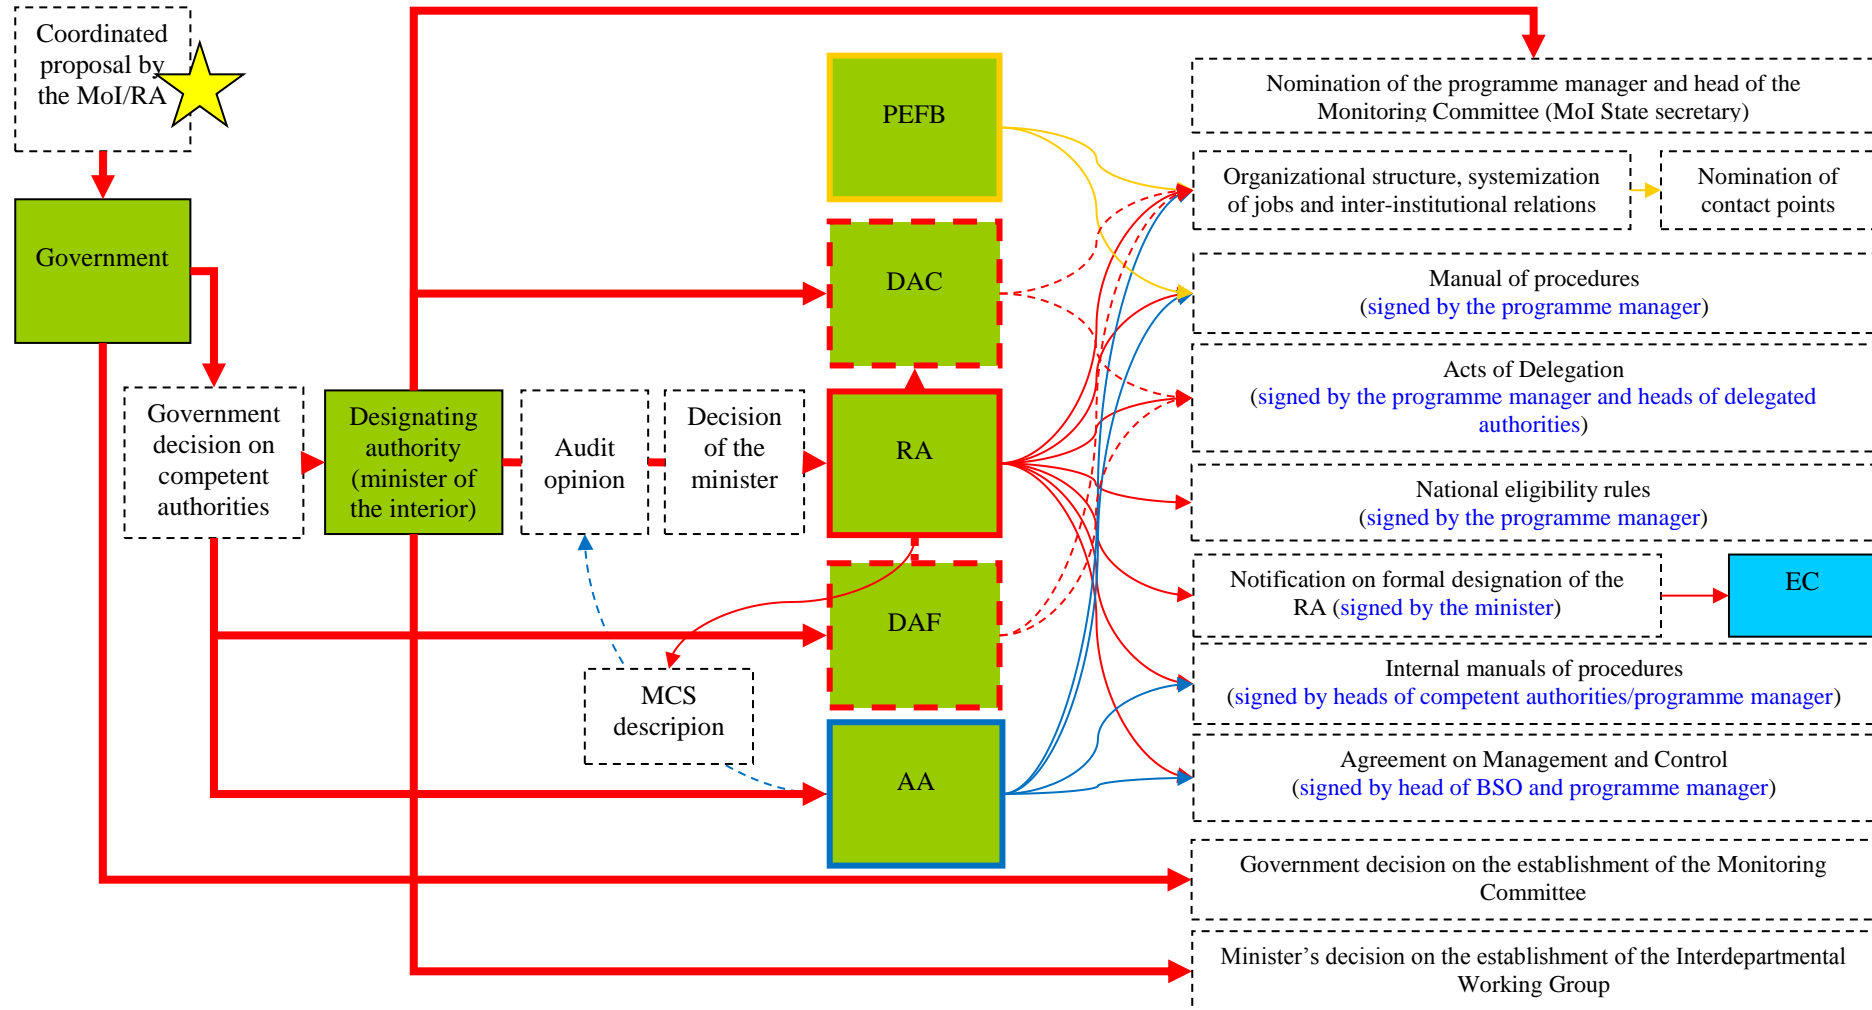 Coordinated
proposal by
the MoI/RA
Government
Government
decision on
competent
authorities
Designating
authority
(minister of
the interior)
Audit
opinion
Decision
of the
minister
MCS
descripion
PEFB
DAC
RA
DAF
AA
Nomination of the programme manager and head of the
Monitoring Committee (MoI State secretary)
Organizational structure, systemization
of jobs and inter-institutional relations
Nomination of
contact points
Manual of procedures
(signed by the programme manager)
Acts of Delegation
(signed by the programme manager and heads of delegated
authorities)
National eligibility rules
(signed by the programme manager)
Notification on formal designation of the
RA (signed by the minister)
EC
Internal manuals of procedures
(signed by heads of competent authorities/programme manager)
Agreement on Management and Control
(signed by head of BSO and programme manager)
Government decision on the establishment of the Monitoring
Committee
Minister’s decision on the establishment of the Interdepartmental
Working Group